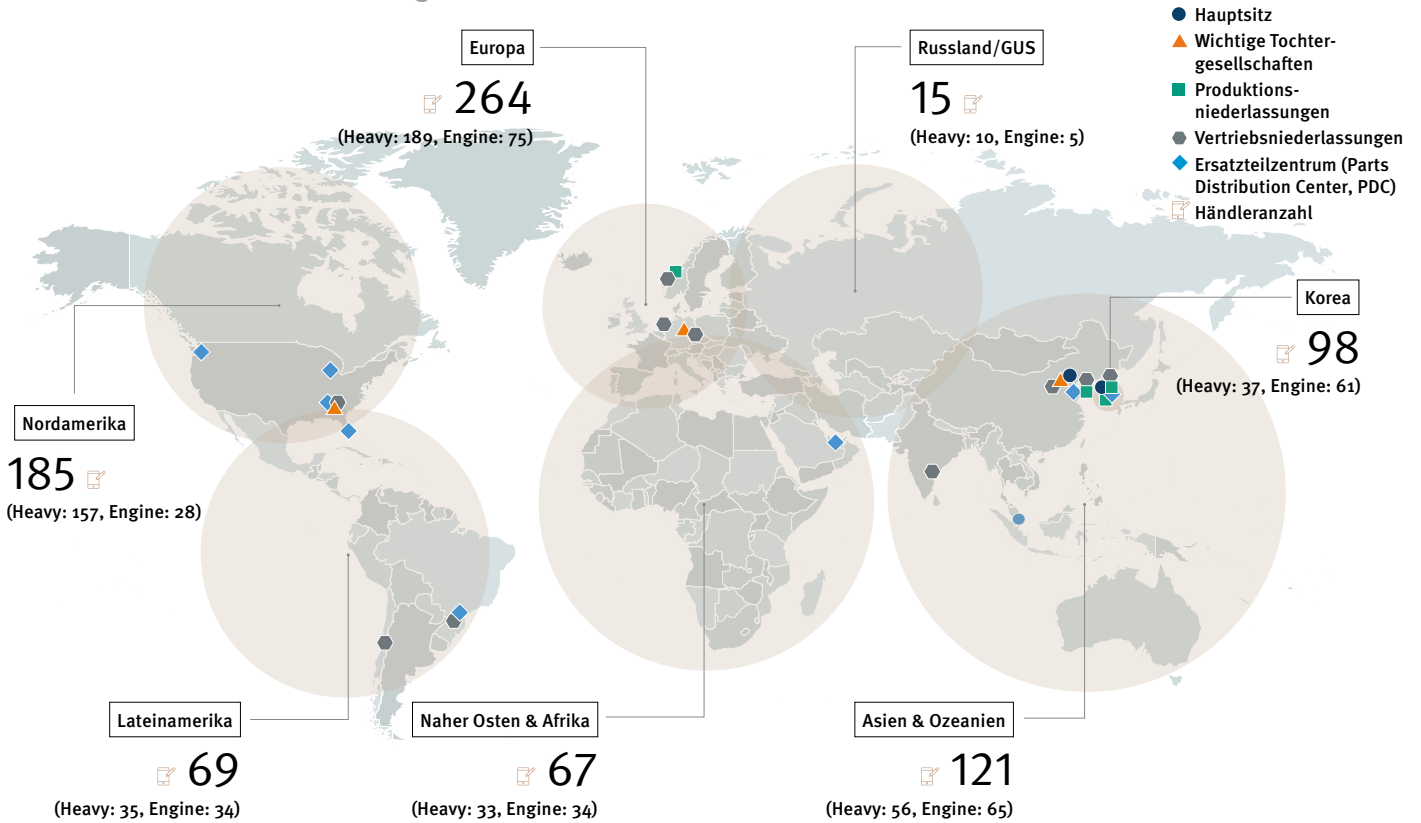 Hauptsitz
Wichtige Tochter-
gesellschaften
Produktions-
niederlassungen
Vertriebsniederlassungen
Ersatzteilzentrum (Parts
Distribution Center, PDC)
Händleranzahl
Europa
264
(Heavy: 189, Engine: 75)
Russland/GUS
15
(Heavy: 10, Engine: 5)
Korea
98
(Heavy: 37, Engine: 61)
Nordamerika
185
(Heavy: 157, Engine: 28)
Lateinamerika
69
(Heavy: 35, Engine: 34)
Naher Osten & Afrika
67
(Heavy: 33, Engine: 34)
Asien & Ozeanien
121
(Heavy: 56, Engine: 65)